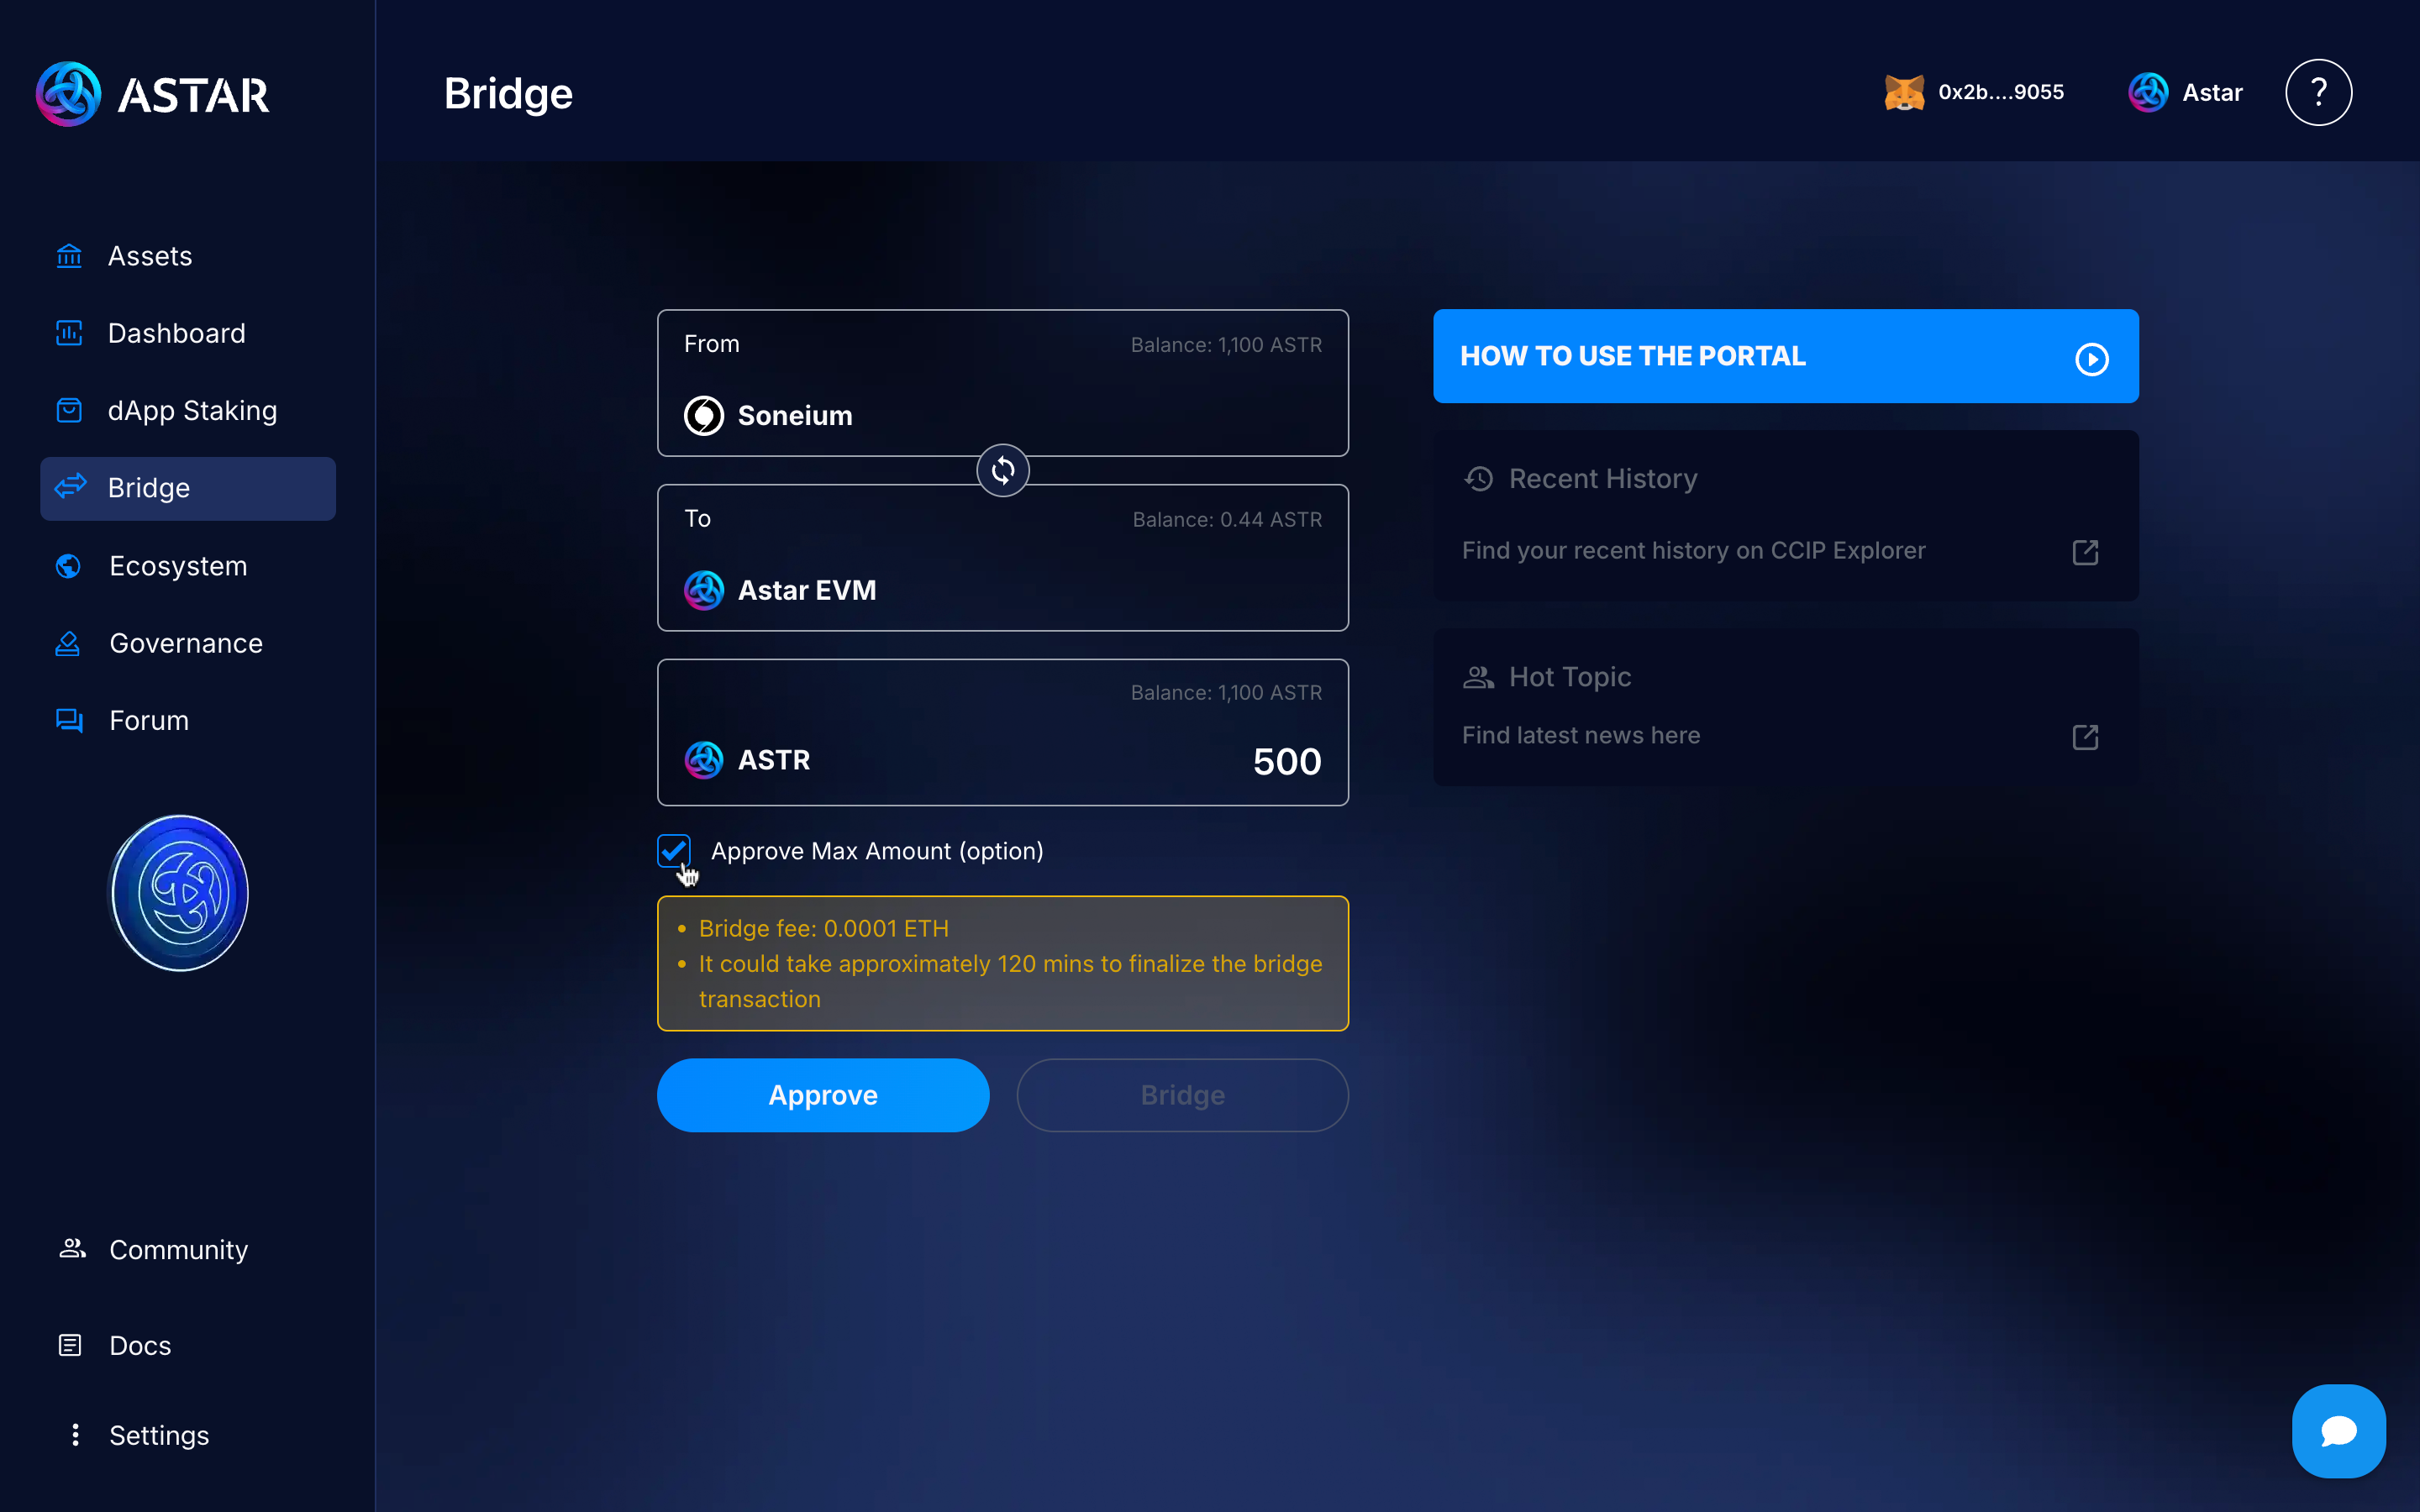 ASTAR
Bridge
0x2b....9055
Astar
?
Assets
Dashboard
dApp Staking
Bridge
Ecosystem
Governance
Forum
Community
Docs
Settings
From
Balance: 1,100 ASTR
Soneium
To
Balance: 0.44 ASTR
Astar EVM
Balance: 1,100 ASTR
ASTR
500
Approve Max Amount (option)
• Bridge fee: 0.0001 ETH
• It could take approximately 120 mins to finalize the bridge
transaction
Approve
Bridge
HOW TO USE THE PORTAL
Recent History
Find your recent history on CCIP Explorer
Hot Topic
Find latest news here